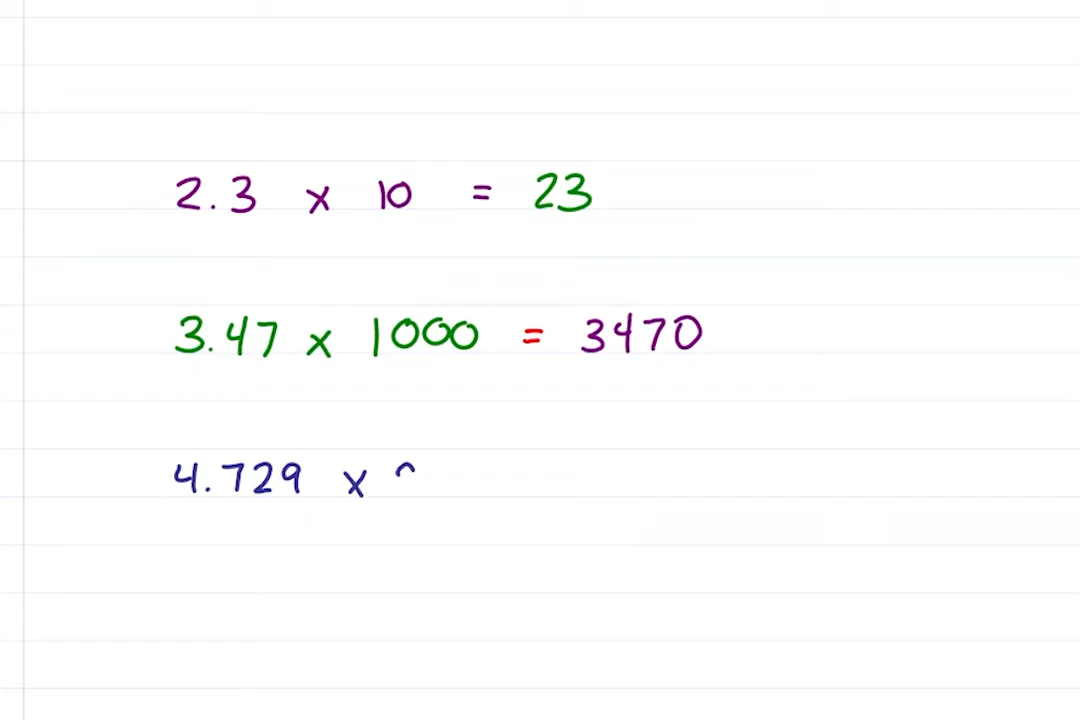 2.3 x 10 = 23
3.47 x 1000 = 3470
4.729 x